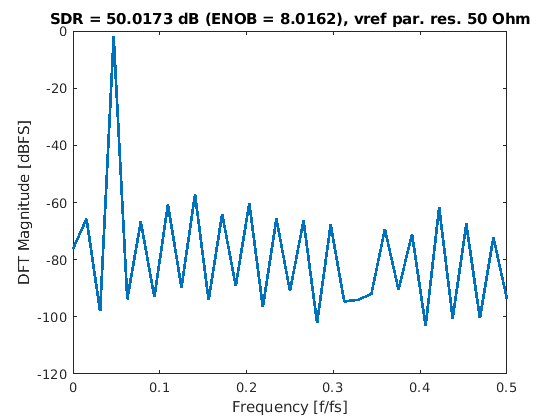 SDR = 50.0173 dB (ENOB = 8.0162), vref par. res. 50 Ohm
0
-20
-40
-60
-80
-100
-120
DFT Magnitude [dBFS]
0 0.1 0.2 0.3 0.4 0.5
Frequency [f/fs]